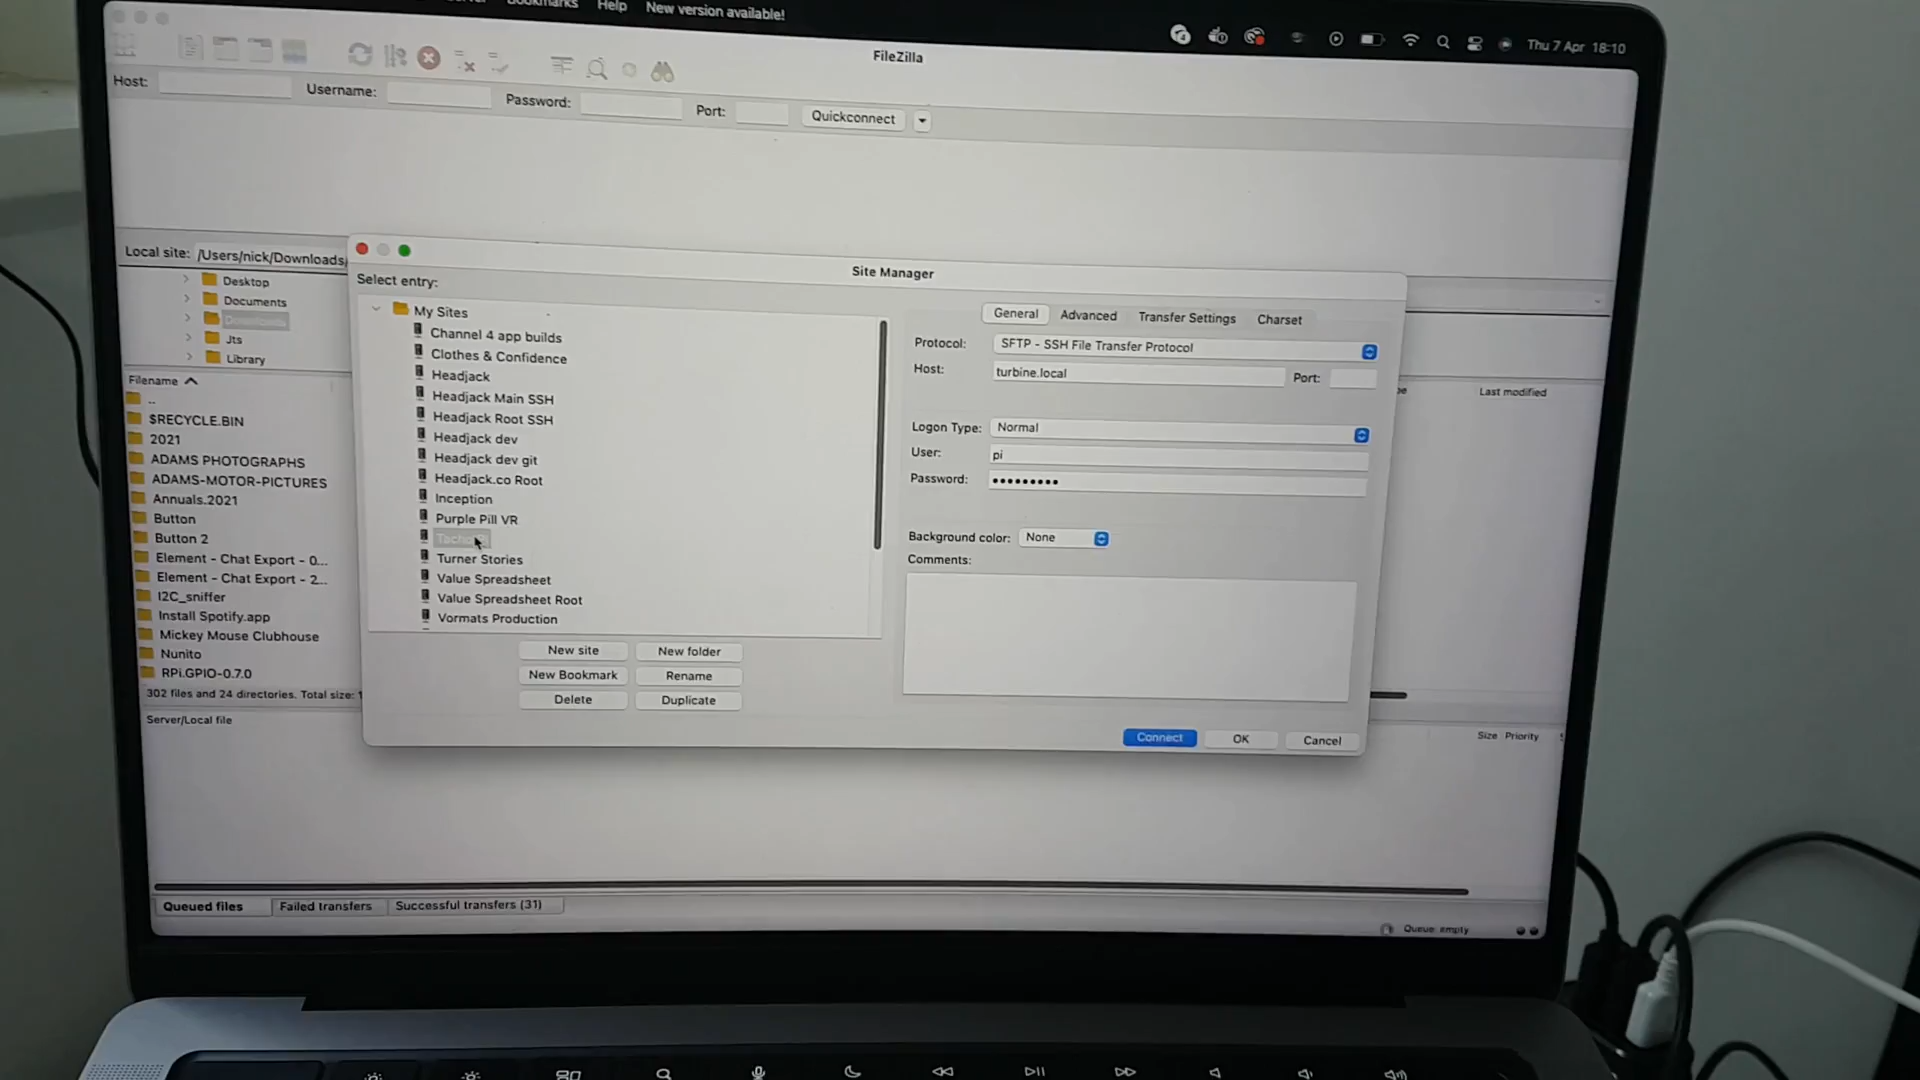 Bookmarks Help New version available!
Thu 7 Apr 18:10
FileZilla
Host: Username: Password: Port: Quickconnect
Local site: /Users/nick/Downloads/
Desktop
Documents
Downloads
Jts
Library
Filename
..
$RECYCLE.BIN
2021
ADAMS PHOTOGRAPHS
ADAMS-MOTOR-PICTURES
Annuals.2021
Button
Button 2
Element - Chat Export - 0...
Element - Chat Export - 2...
I2C_sniffer
Install Spotify.app
Mickey Mouse Clubhouse
Nunito
RPi.GPIO-0.7.0
302 files and 24 directories. Total size: 1
Server/Local file
Site Manager
Select entry:
My Sites
Channel 4 app builds
Clothes & Confidence
Headjack
Headjack Main SSH
Headjack Root SSH
Headjack dev
Headjack dev git
Headjack.co Root
Inception
Purple Pill VR
Turner Stories
Value Spreadsheet
Value Spreadsheet Root
Vormats Production
New site New folder
New Bookmark Rename
Delete Duplicate
General Advanced Transfer Settings Charset
Protocol: SFTP - SSH File Transfer Protocol
Host: turbine.local Port:
Logon Type: Normal
User: pi
Password: •••••••••
Background color: None
Comments:
Connect OK Cancel
Last modified
Size Priority
Queued files Failed transfers Successful transfers (31)
Queue: empty